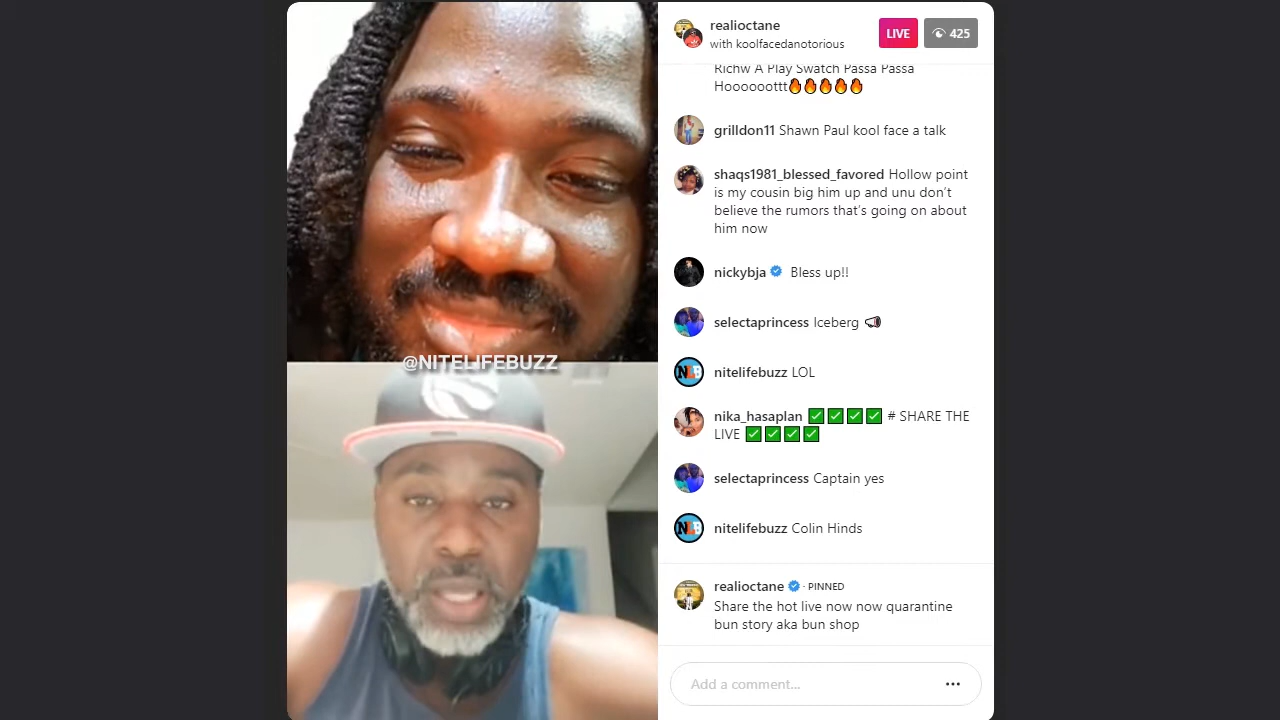 @NITELIFEBUZZ
realioctane
with koolfacedanotorious
LIVE
425
Richw A Play Swatch Passa Passa
Hoooooottt🔥🔥🔥🔥🔥
grilldon11 Shawn Paul kool face a talk
shaqs1981_blessed_favored Hollow point
is my cousin big him up and unu don’t
believe the rumors that’s going on about
him now
nickybja Bless up!!
selectaprincess Iceberg 📢
NLB
nitelifebuzz LOL
nika_hasaplan ✅✅✅✅ # SHARE THE
LIVE ✅✅✅✅
selectaprincess Captain yes
NLB
nitelifebuzz Colin Hinds
realioctane · PINNED
Share the hot live now now quarantine
bun story aka bun shop
Add a comment...